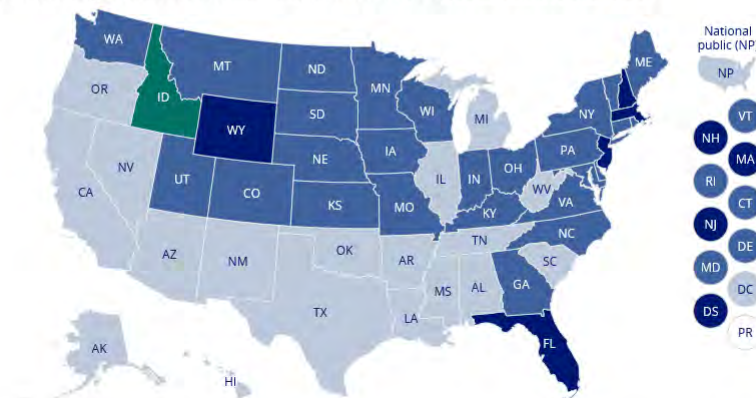 National
public (NP
NP
WA
OR
ID
MT
ND
MN
ME
WI
SD
WY
MI
NY
IA
NE
PA
OH
IN
IL
NV
UT
CO
CA
KS
MO
WV
VA
KY
NC
TN
OK
AR
AZ
NM
SC
MS
AL
GA
TX
LA
FL
AK
HI
VT
NH
MA
RI
CT
NJ
DE
MD
DC
DS
PR